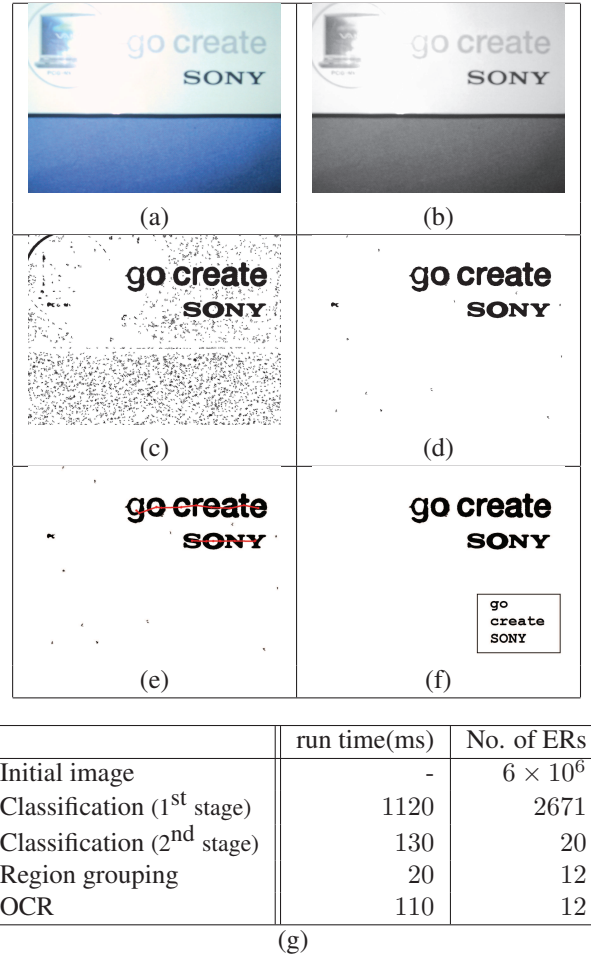 go create
SONY
go create
SONY
(a)
(b)
go create
SONY
go create
SONY
(c)
(d)
go create
SONY
go create
SONY
go
create
SONY
(e)
(f)
run time(ms) No. of ERs
Initial image - 6 × 10⁶
Classification (1st stage) 1120 2671
Classification (2nd stage) 130 20
Region grouping 20 12
OCR 110 12
(g)